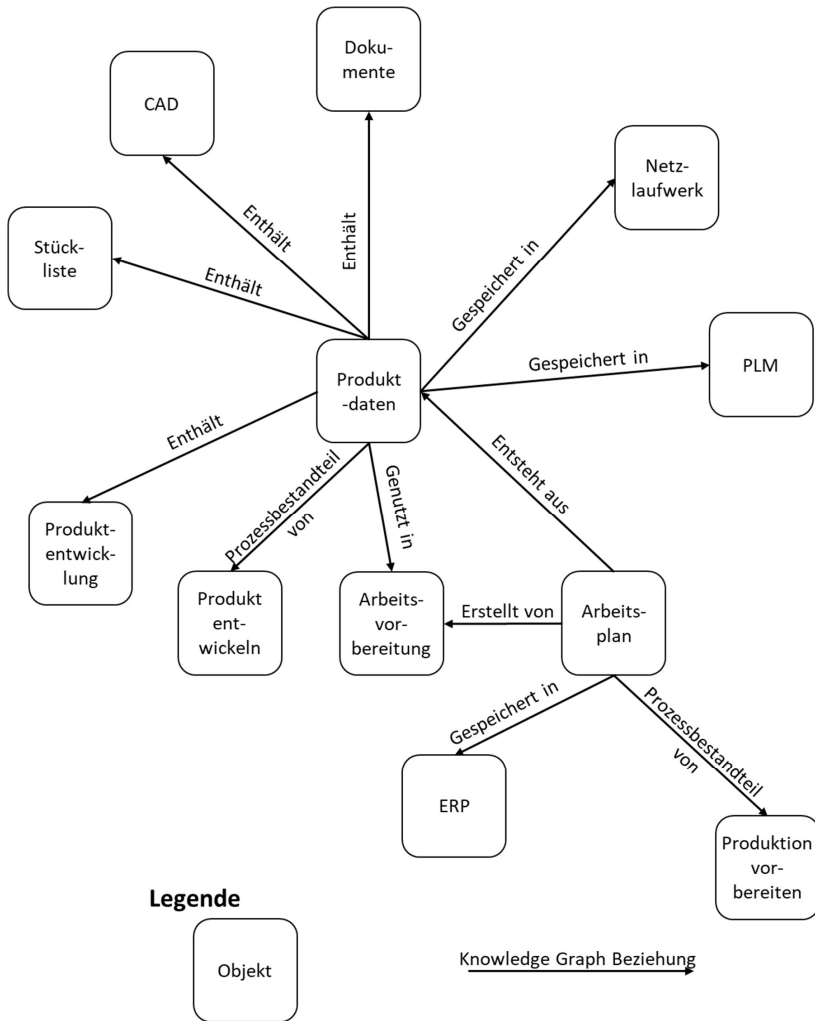 Doku-
mente
CAD
Netz-
laufwerk
Enthält
Enthält
Stück-
liste
Enthält
Gespeichert in
Produkt
-daten
Gespeichert in
PLM
Enthält
Prozessbestandteil
von
Genutzt in
Entsteht aus
Produkt-
entwick-
lung
Produkt
ent-
wickeln
Arbeits-
vor-
bereitung
Erstellt von
Arbeits-
plan
Gespeichert in
Prozessbestandteil
von
ERP
Produktion
vor-
bereiten
Legende
Objekt
Knowledge Graph Beziehung